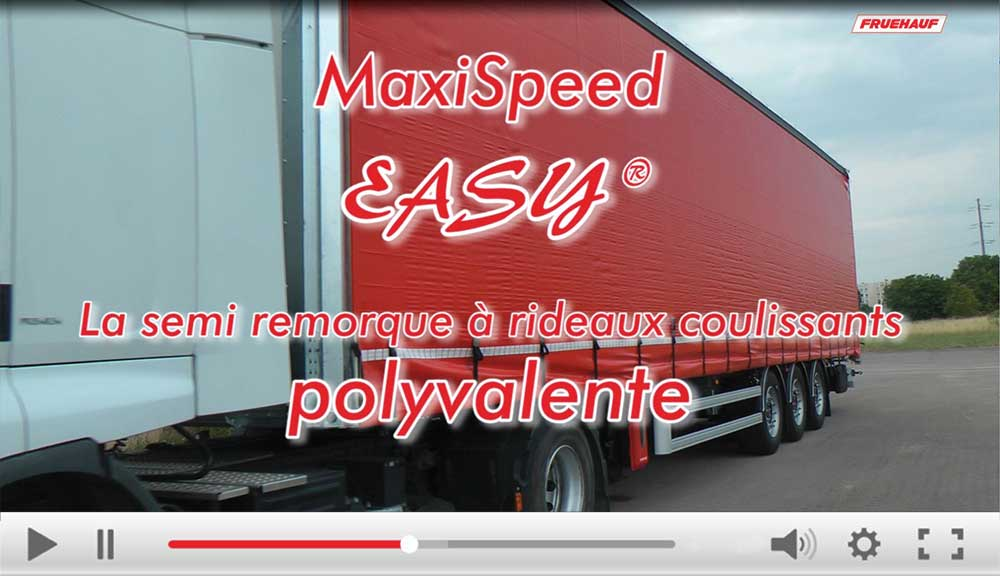 FRUEHAUF
MaxiSpeed
EASY®
La semi remorque à rideaux coulissants
polyvalente